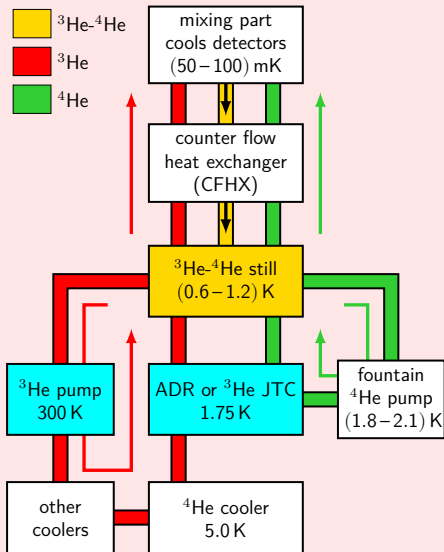 ³He-⁴He
³He
⁴He
mixing part
cools detectors
(50–100) mK
counter flow
heat exchanger
(CFHX)
³He-⁴He still
(0.6–1.2) K
³He pump
300 K
ADR or ³He JTC
1.75 K
fountain
⁴He pump
(1.8–2.1) K
other
coolers
⁴He cooler
5.0 K